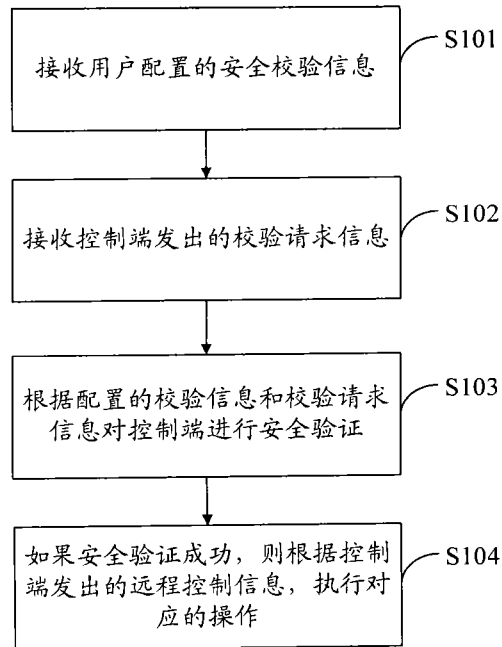 S101
接收用户配置的安全校验信息
S102
接收控制端发出的校验请求信息
S103
根据配置的校验信息和校验请求
信息对控制端进行安全验证
S104
如果安全验证成功，则根据控制
端发出的远程控制信息，执行对
应的操作